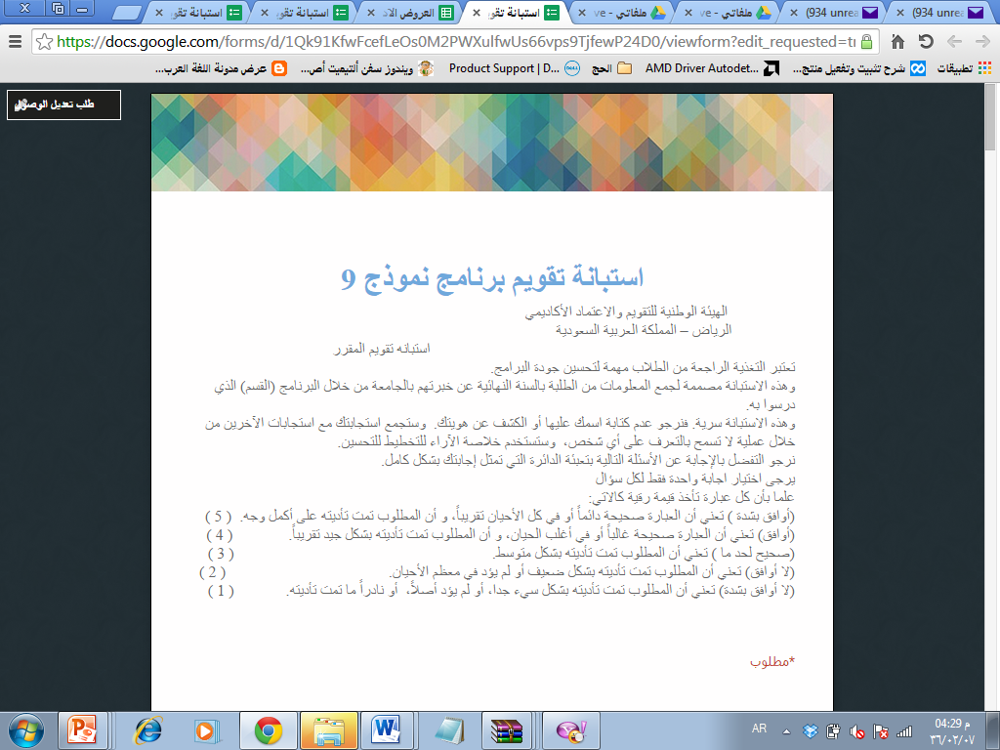 استبانة تقوي
استبانة تقوي
العروض الاد
استبانة تقوي
ملفاتي - ve
ملفاتي - ve
(934 unrea
(934 unrea
https://docs.google.com/forms/d/1Qk91KfwFcefLeOs0M2PWXulfwUs66vps9TjfewP24D0/viewform?edit_requested=tr
تطبيقات
شرح تثبيت وتفعيل منتج...
AMD Driver Autodet...
الحج
Product Support | D...
ويندوز سفن ألتيميت أص...
عرض مدونة اللغة العرب...
طلب تعديل الوصول
استبانة تقويم برنامج نموذج 9
الهيئة الوطنية للتقويم والاعتماد الأكاديمي
الرياض – المملكة العربية السعودية
استبانه تقويم المقرر
تعتبر التغذية الراجعة من الطلاب مهمة لتحسين جودة البرامج.
وهذه الاستبانة مصممة لجمع المعلومات من الطلبة بالسنة النهائية عن خبرتهم بالجامعة من خلال البرنامج (القسم) الذي
درسوا به.
وهذه الاستبانة سرية. فنرجو عدم كتابة اسمك عليها أو الكشف عن هويتك. وستجمع استجابتك مع استجابات الآخرين من
خلال عملية لا تسمح بالتعرف على أي شخص، وستستخدم خلاصة الآراء للتخطيط للتحسين.
نرجو التفضل بالإجابة عن الأسئلة التالية بتعبئة الدائرة التي تمثل إجابتك بشكل كامل.
يرجى اختيار اجابة واحدة فقط لكل سؤال
علما بأن كل عبارة تأخذ قيمة رقية كالاتي:
(أوافق بشدة ) تعني أن العبارة صحيحة دائماً أو في كل الأحيان تقريباً، و أن المطلوب تمت تأديته على أكمل وجه. ( 5 )
(أوافق) تعني أن العبارة صحيحة غالباً أو في أغلب الحيان، و أن المطلوب تمت تأديته بشكل جيد تقريباً. ( 4 )
(صحيح لحد ما ) تعني أن المطلوب تمت تأديته بشكل متوسط. ( 3 )
(لا أوافق) تعني أن المطلوب تمت تأديته بشكل ضعيف أو لم يؤد في معظم الأحيان. ( 2 )
(لا أوافق بشدة) تعني أن المطلوب تمت تأديته بشكل سيء جدا، أو لم يؤد أصلاً، أو نادراً ما تمت تأديته. ( 1 )
*مطلوب
AR
04:29 م
٣٦/٠٢/٠٧